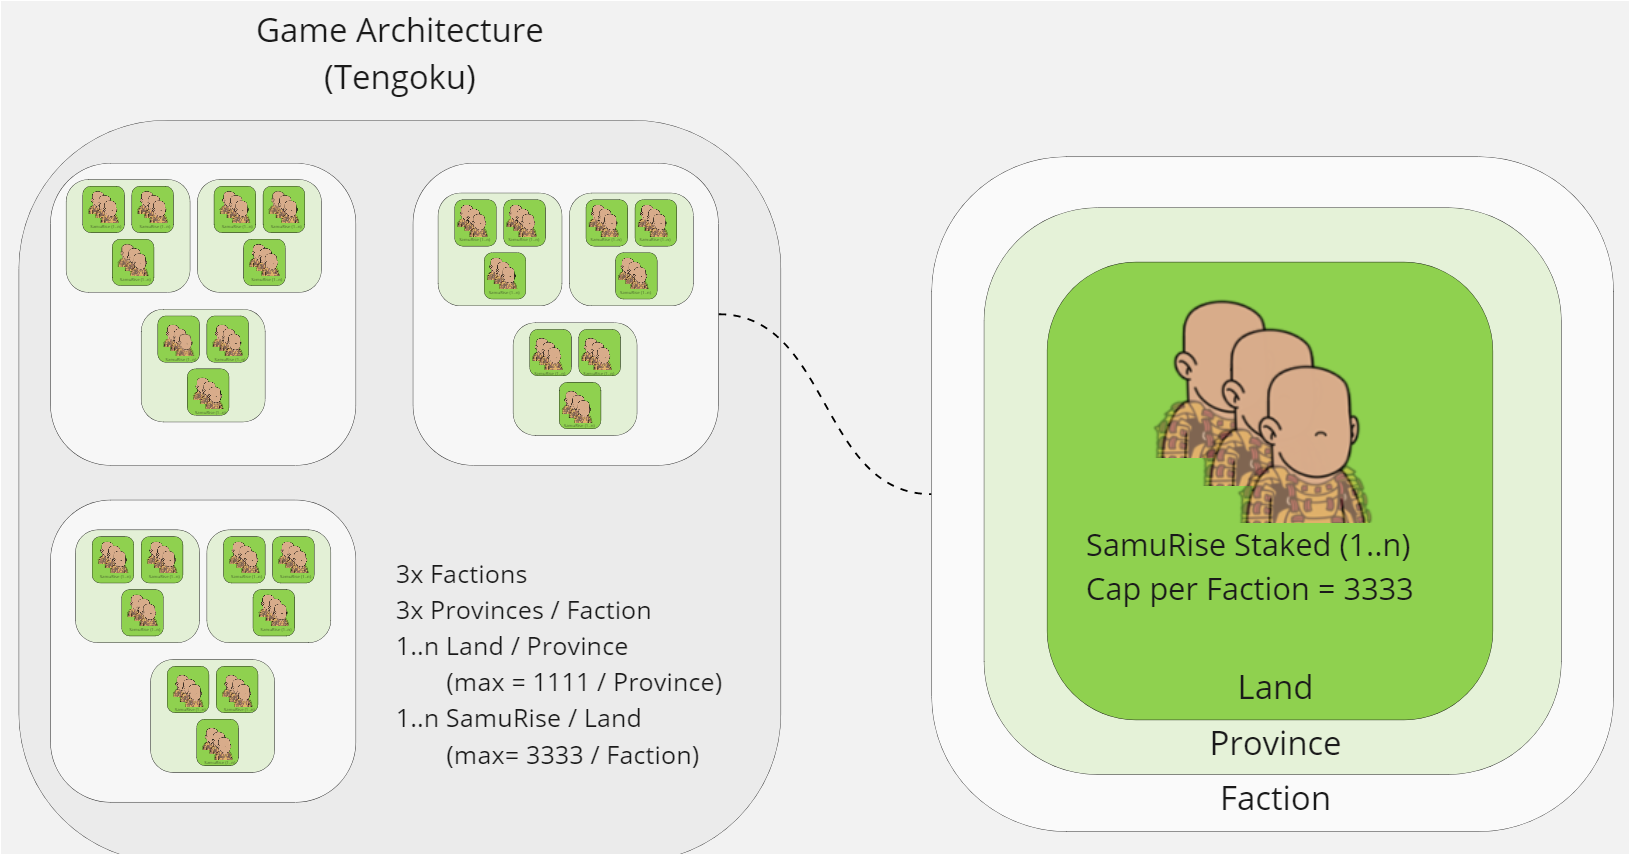 Game Architecture
(Tengoku)
3x Factions
3x Provinces / Faction
1..n Land / Province
(max = 1111 / Province)
1..n SamuRise / Land
(max= 3333 / Faction)
SamuRise Staked (1..n)
Cap per Faction = 3333
Land
Province
Faction